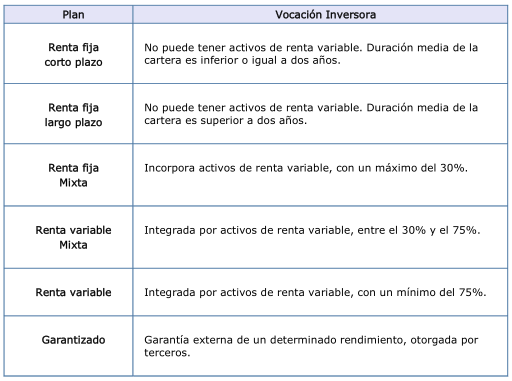 Plan
Vocación Inversora
Renta fija
corto plazo
No puede tener activos de renta variable. Duración media de la
cartera es inferior o igual a dos años.
Renta fija
largo plazo
No puede tener activos de renta variable. Duración media de la
cartera es superior a dos años.
Renta fija
Mixta
Incorpora activos de renta variable, con un máximo del 30%.
Renta variable
Mixta
Integrada por activos de renta variable, entre el 30% y el 75%.
Renta variable
Integrada por activos de renta variable, con un mínimo del 75%.
Garantizado
Garantía externa de un determinado rendimiento, otorgada por
terceros.